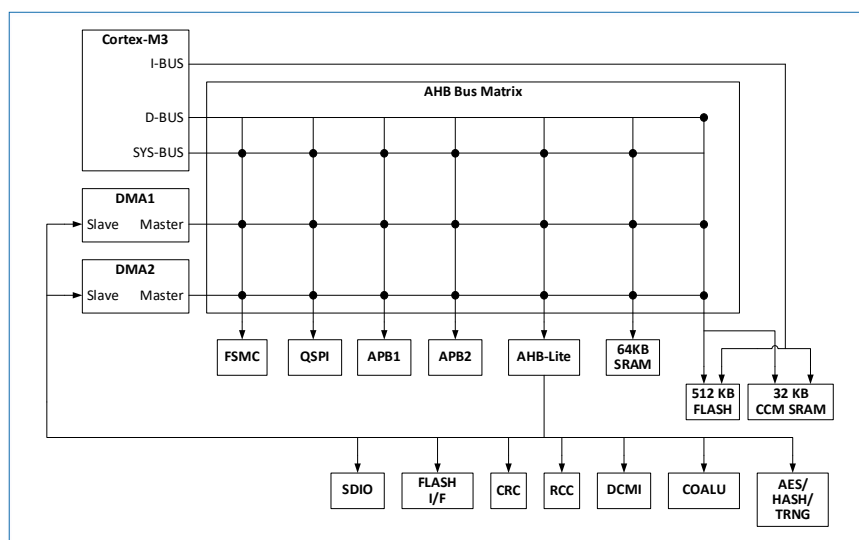 Cortex-M3
I-BUS
AHB Bus Matrix
D-BUS
SYS-BUS
DMA1
Slave Master
DMA2
Slave Master
FSMC
QSPI
APB1
APB2
AHB-Lite
64KB
SRAM
512 KB
FLASH
32 KB
CCM SRAM
SDIO
FLASH
I/F
CRC
RCC
DCMI
COALU
AES/
HASH/
TRNG